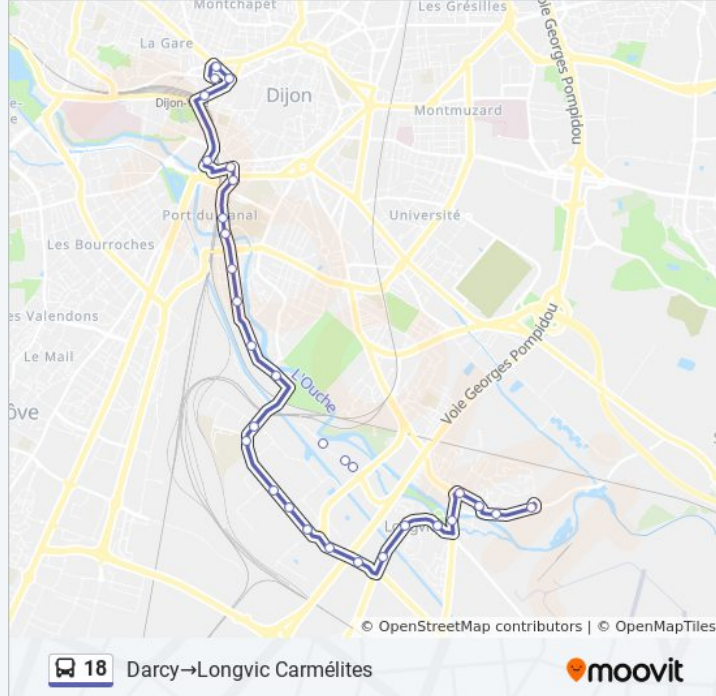 Montchapet
Les Grésilles
La Gare
Voie Georges Pompidou
Dijon-
Dijon
Montmuzard
Port du Canal
Université
Les Bourroches
es Valendons
Le Mail
L'Ouche
Voie Georges Pompidou
ôve
© OpenStreetMap contributors | © OpenMapTiles
18 Darcy→Longvic Carmélites
moovit